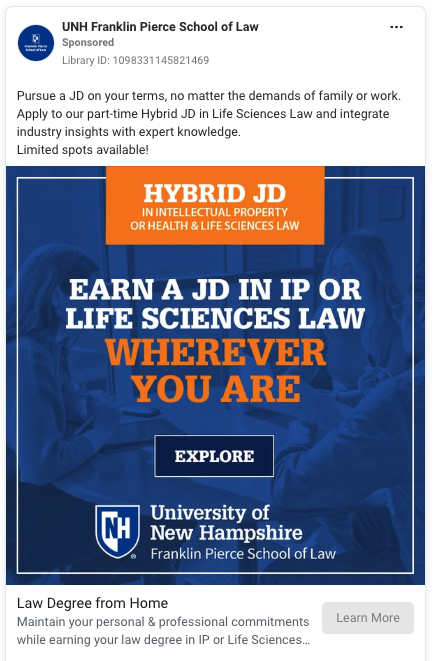 UNH Franklin Pierce School of Law
Sponsored
Library ID: 1098331145821469
Pursue a JD on your terms, no matter the demands of family or work.
Apply to our part-time Hybrid JD in Life Sciences Law and integrate
industry insights with expert knowledge.
Limited spots available!
HYBRID JD
IN INTELLECTUAL PROPERTY
OR HEALTH & LIFE SCIENCES LAW
EARN A JD IN IP OR
LIFE SCIENCES LAW
WHEREVER
YOU ARE
EXPLORE
NH
University of
New Hampshire
Franklin Pierce School of Law
Law Degree from Home
Maintain your personal & professional commitments
while earning your law degree in IP or Life Sciences...
Learn More